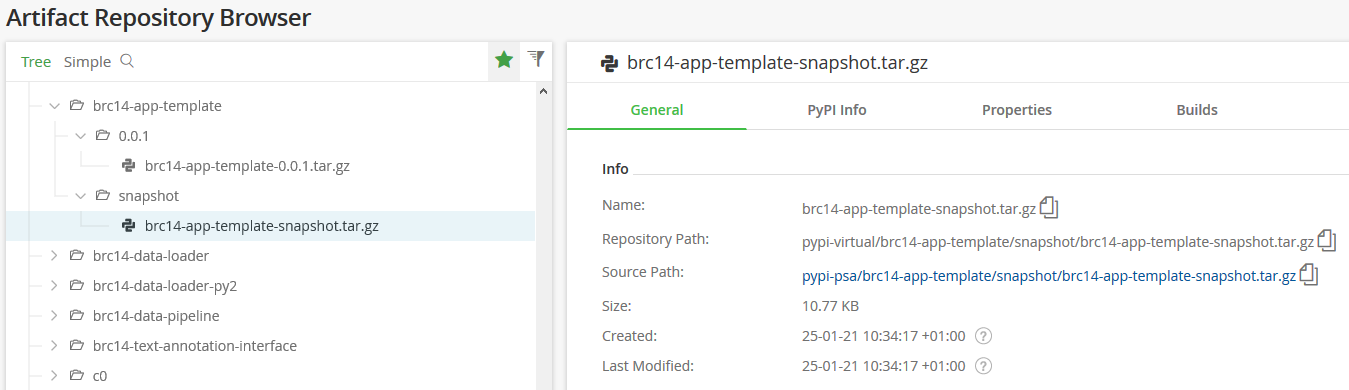 Artifact Repository Browser
Tree Simple
brc14-app-template
0.0.1
brc14-app-template-0.0.1.tar.gz
snapshot
brc14-app-template-snapshot.tar.gz
brc14-data-loader
brc14-data-loader-py2
brc14-data-pipeline
brc14-text-annotation-interface
c0
brc14-app-template-snapshot.tar.gz
General PyPI Info Properties Builds
Info
Name: brc14-app-template-snapshot.tar.gz
Repository Path: pypi-virtual/brc14-app-template/snapshot/brc14-app-template-snapshot.tar.gz
Source Path: pypi-psa/brc14-app-template/snapshot/brc14-app-template-snapshot.tar.gz
Size: 10.77 KB
Created: 25-01-21 10:34:17 +01:00 ?
Last Modified: 25-01-21 10:34:17 +01:00 ?